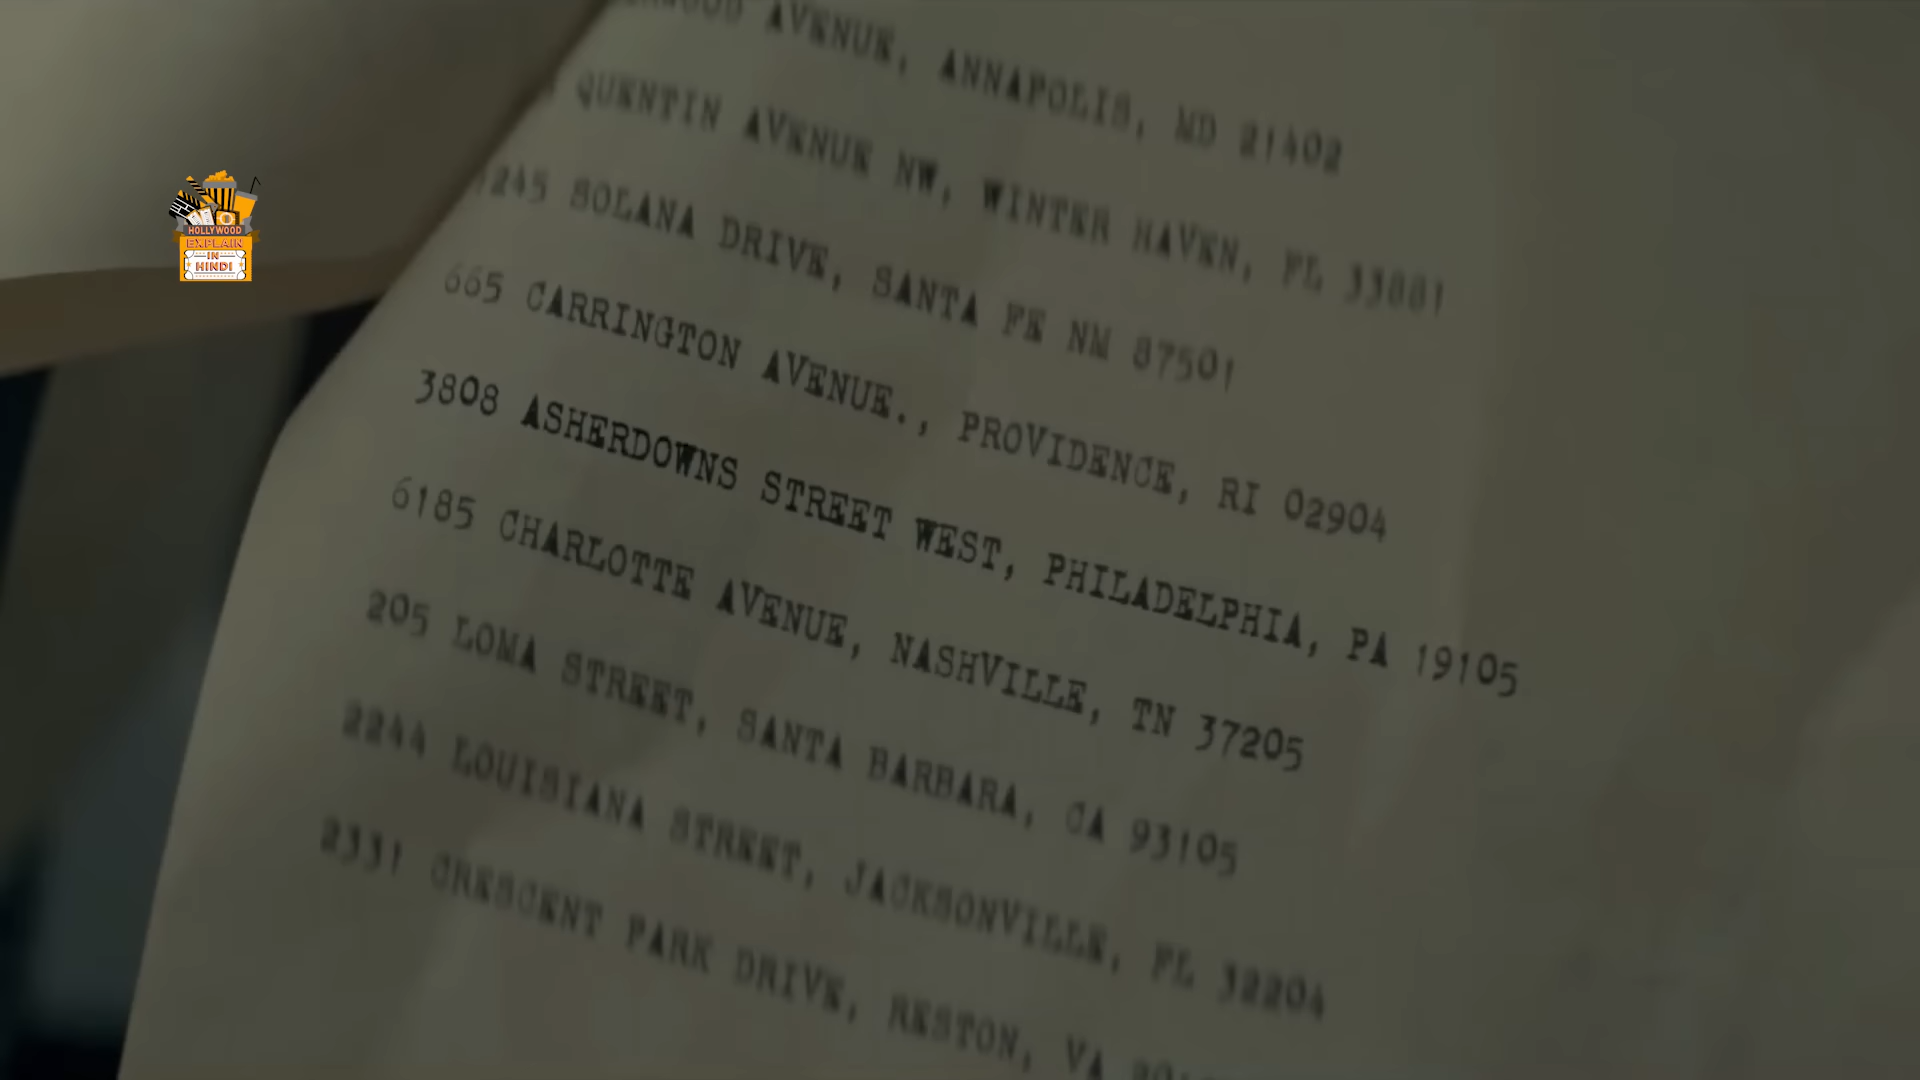 AVENUE, ANNAPOLIS, MD 21402
QUENTIN AVENUE NW, WINTER HAVEN, FL 33881
1245 SOLANA DRIVE, SANTA FE NM 87501
665 CARRINGTON AVENUE., PROVIDENCE, RI 02904
3808 ASHERDOWNS STREET WEST, PHILADELPHIA, PA 19105
6185 CHARLOTTE AVENUE, NASHVILLE, TN 37205
205 LOMA STREET, SANTA BARBARA, CA 93105
2244 LOUISIANA STREET, JACKSONVILLE, FL 32204
2331 CRESCENT PARK DRIVE, RESTON, VA
HOLLYWOOD
EXPLAIN
IN
HINDI